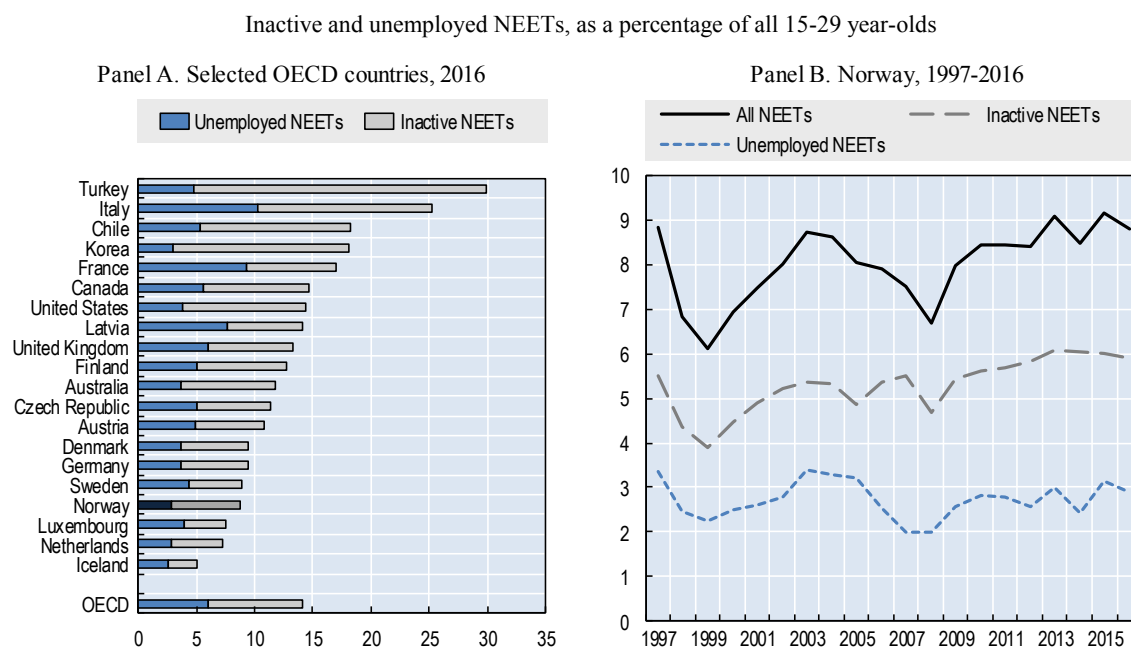 Inactive and unemployed NEETs, as a percentage of all 15-29 year-olds
Panel A. Selected OECD countries, 2016
Unemployed NEETs
Inactive NEETs
Turkey
Italy
Chile
Korea
France
Canada
United States
Latvia
United Kingdom
Finland
Australia
Czech Republic
Austria
Denmark
Germany
Sweden
Norway
Luxembourg
Netherlands
Iceland
OECD
0 5 10 15 20 25 30 35
Panel B. Norway, 1997-2016
All NEETs
Inactive NEETs
Unemployed NEETs
10
9
8
7
6
5
4
3
2
1
0
1997 1999 2001 2003 2005 2007 2009 2011 2013 2015